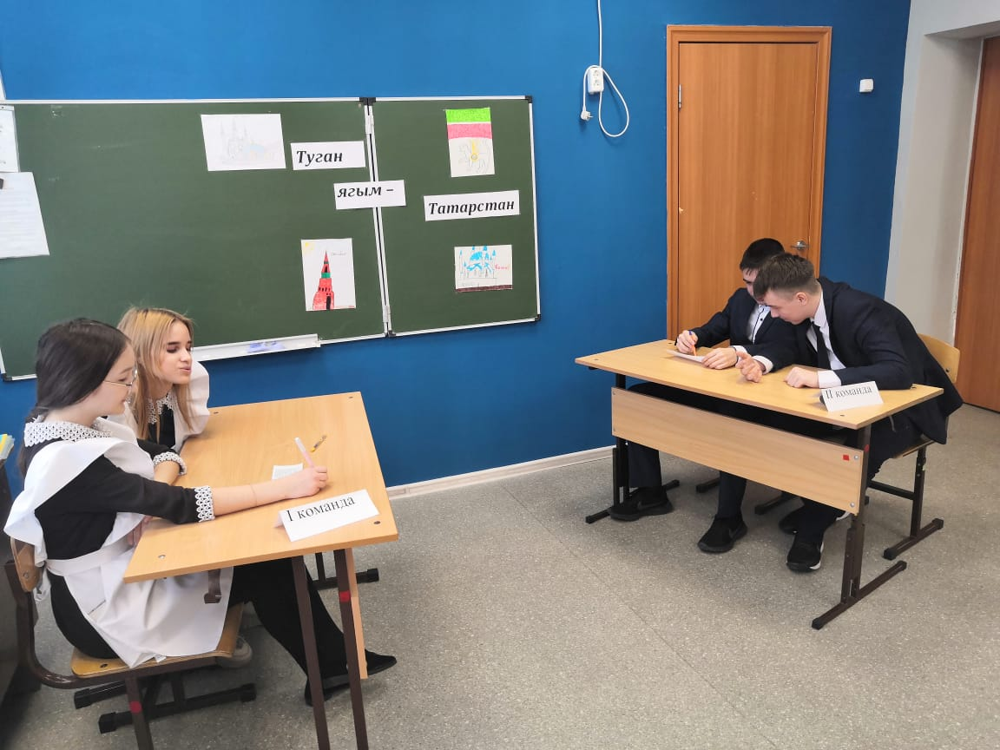 Туган
ягым –
Татарстан
I команда
II команда